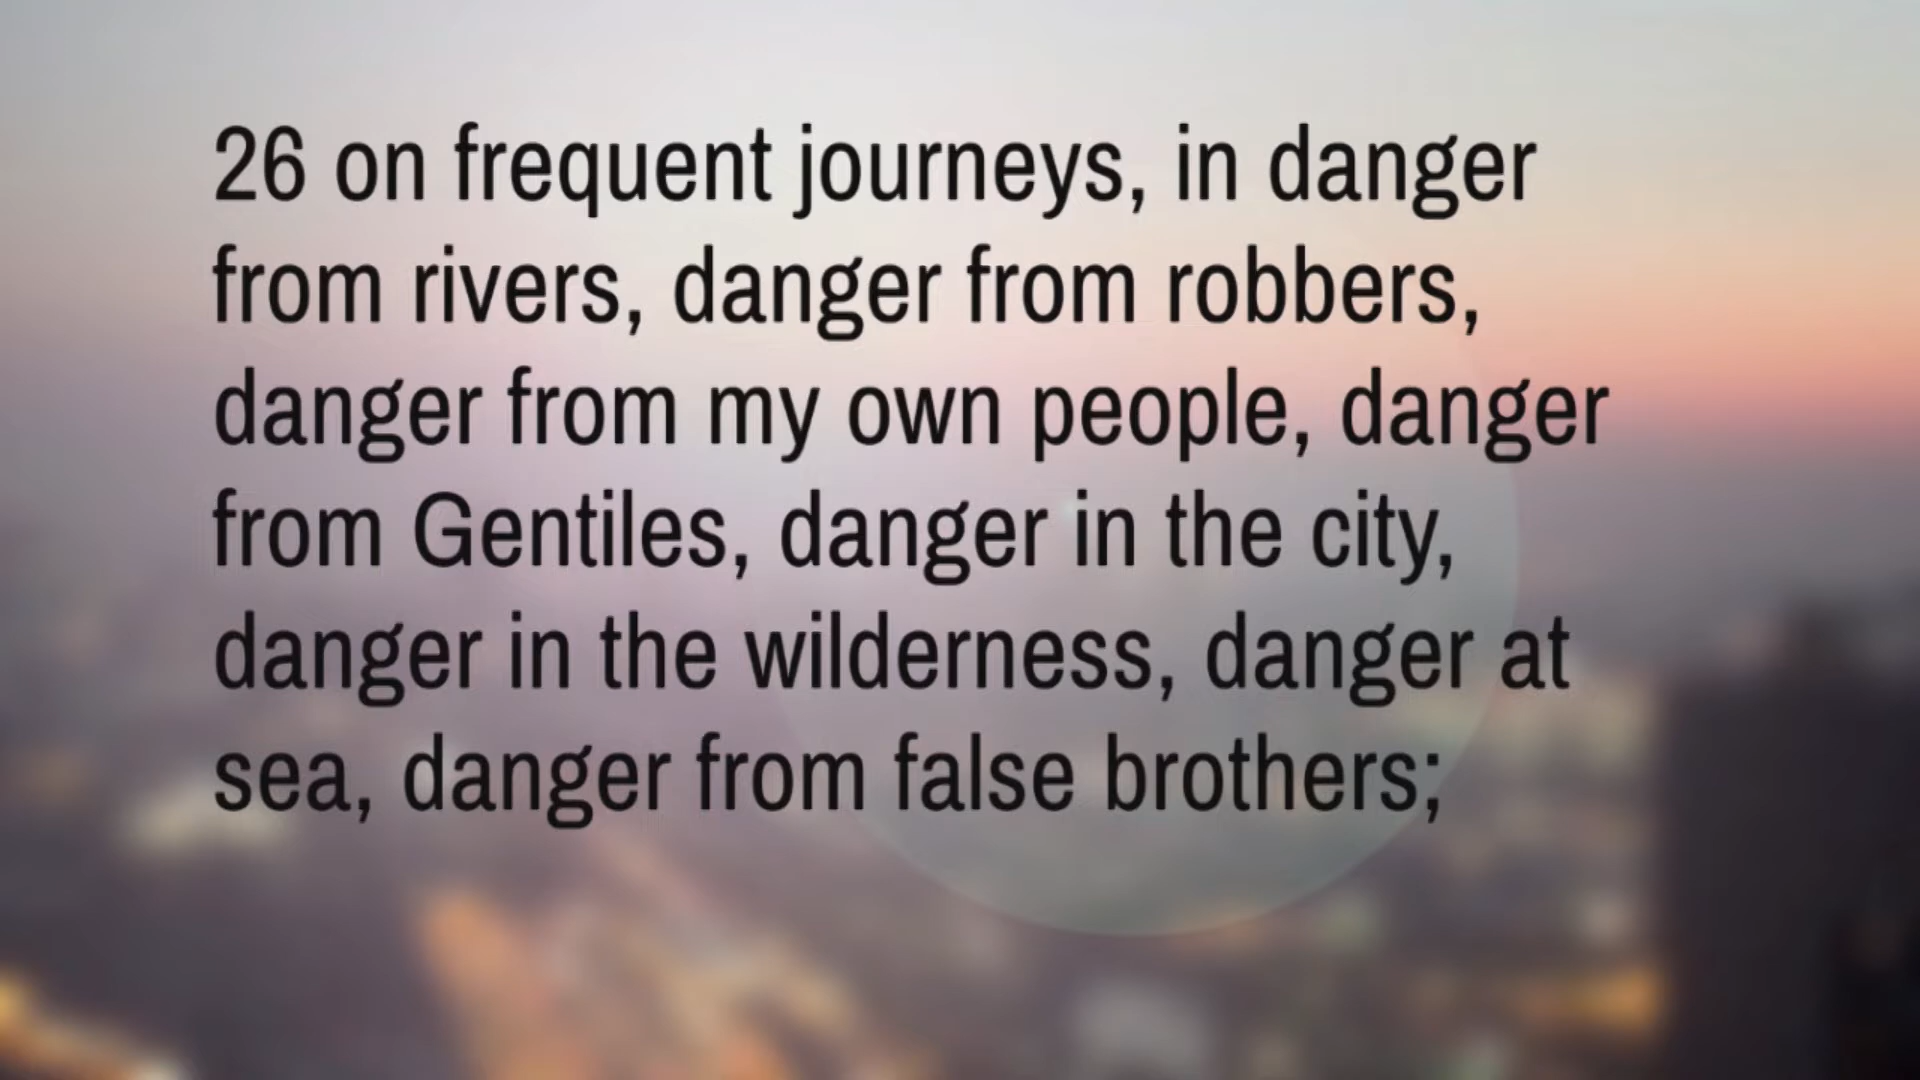 26 on frequent journeys, in danger
from rivers, danger from robbers,
danger from my own people, danger
from Gentiles, danger in the city,
danger in the wilderness, danger at
sea, danger from false brothers;